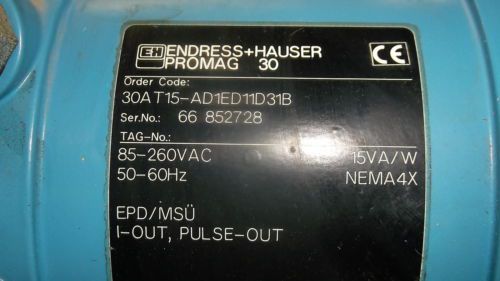 EH ENDRESS+HAUSER
PROMAG 30
CE
Order Code:
30AT15-AD1ED11D31B
Ser.No.: 66 852728
TAG-No.:
85-260VAC 15VA/W
50-60Hz NEMA4X
EPD/MSÜ
I-OUT, PULSE-OUT